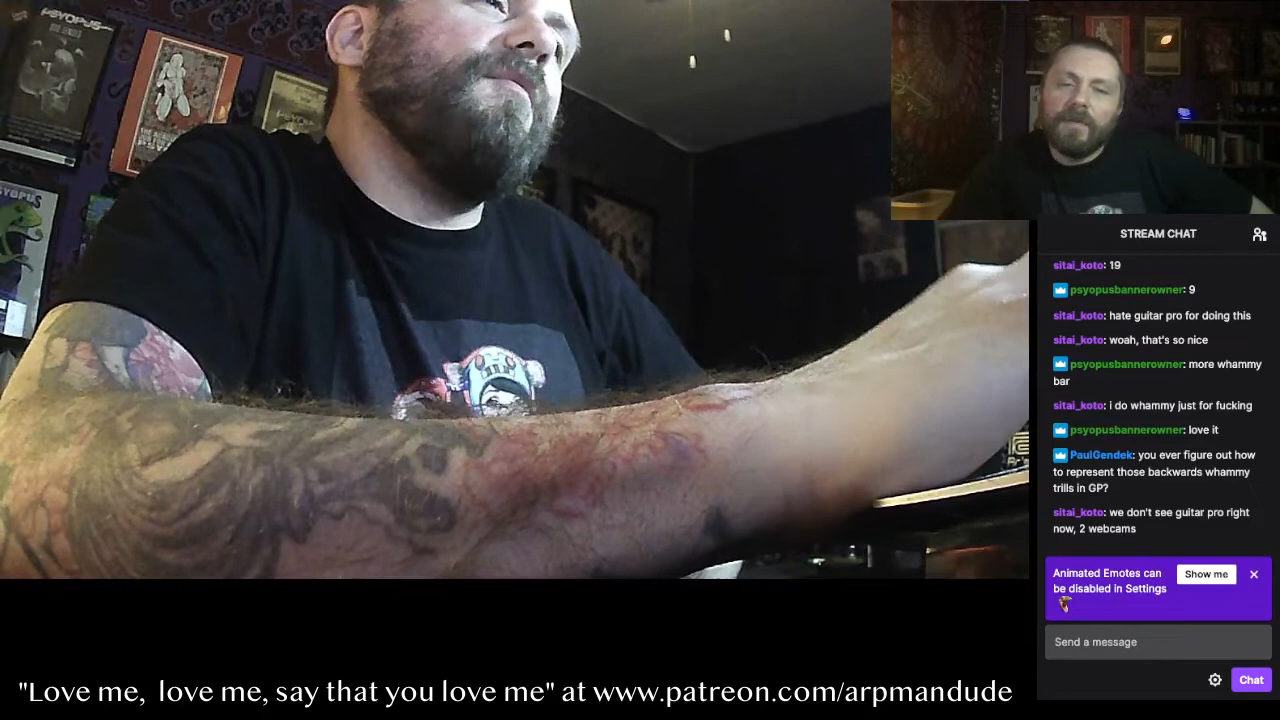 PSYOPUS
STREAM CHAT
sitai_koto: 19
psyopusbannerowner: 9
sitai_koto: hate guitar pro for doing this
sitai_koto: woah, that's so nice
psyopusbannerowner: more whammy
bar
sitai_koto: i do whammy just for fucking
psyopusbannerowner: love it
PaulGendek: you ever figure out how
to represent those backwards whammy
trills in GP?
sitai_koto: we don't see guitar pro right
now, 2 webcams
Animated Emotes can
be disabled in Settings
Show me
Send a message
Chat
"Love me, love me, say that you love me" at www.patreon.com/arpmandude